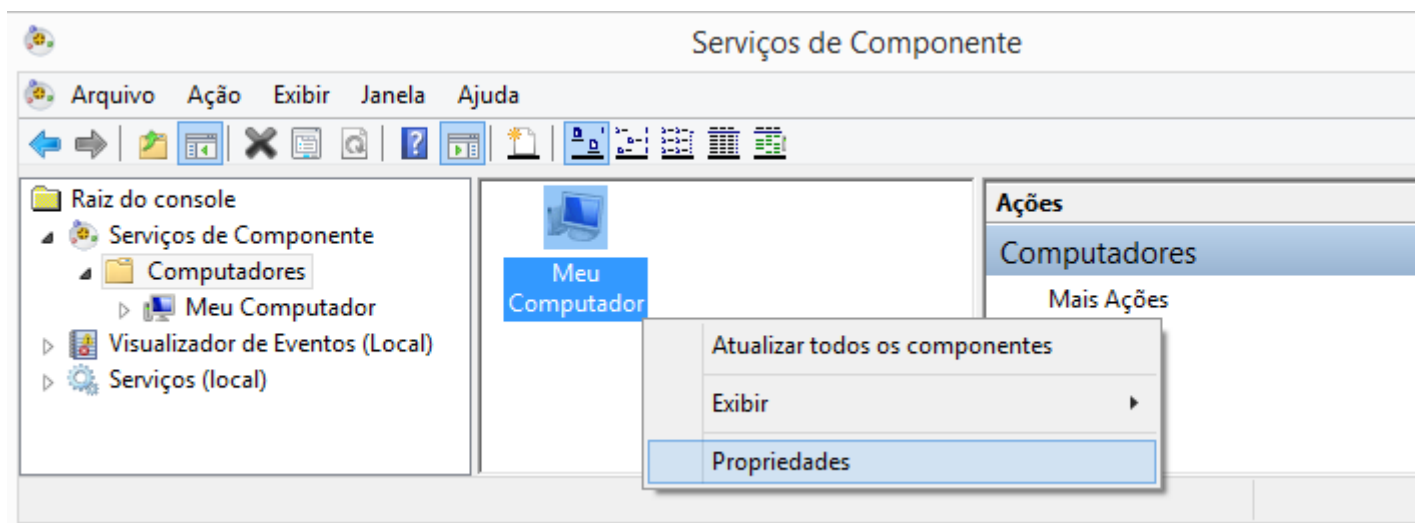 Serviços de Componente
Arquivo Ação Exibir Janela Ajuda
Raiz do console
Serviços de Componente
Computadores
Meu Computador
Visualizador de Eventos (Local)
Serviços (local)
Meu
Computador
Ações
Computadores
Mais Ações
Atualizar todos os componentes
Exibir
Propriedades